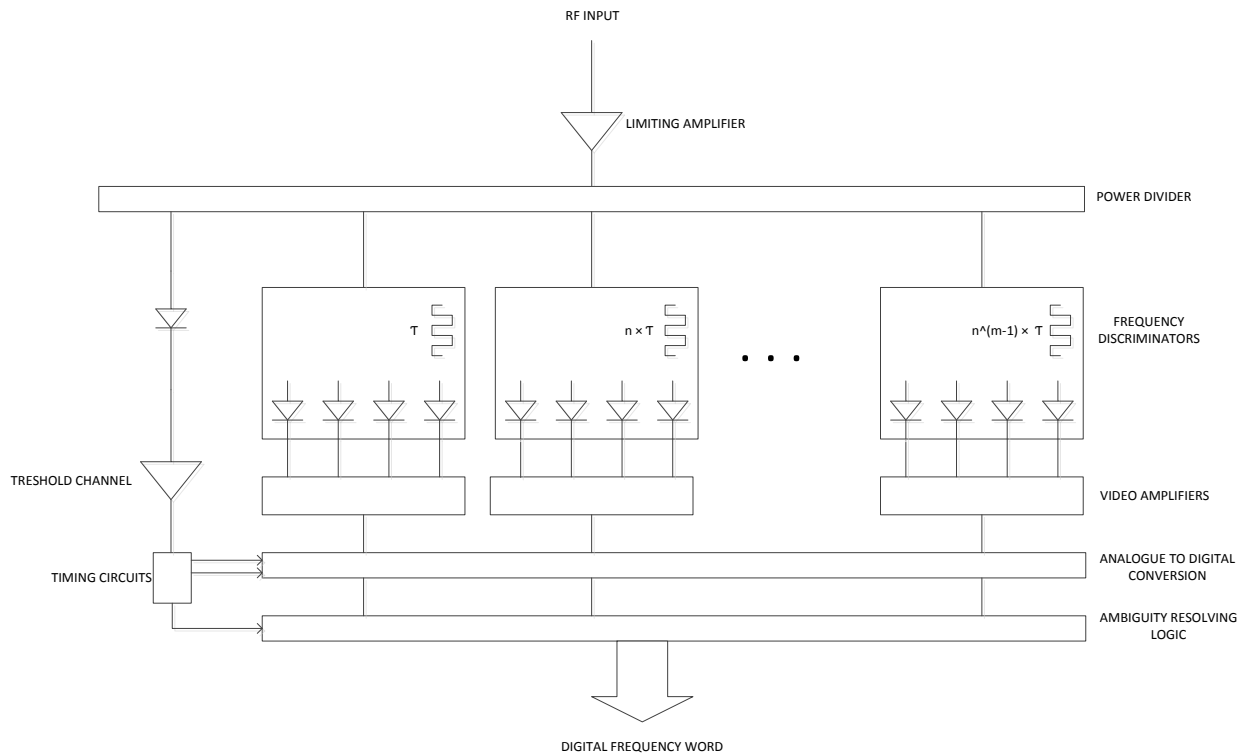 RF INPUT
LIMITING AMPLIFIER
POWER DIVIDER
Ƭ
n × Ƭ
n^(m-1) × Ƭ
FREQUENCY
DISCRIMINATORS
. . .
TRESHOLD CHANNEL
VIDEO AMPLIFIERS
TIMING CIRCUITS
ANALOGUE TO DIGITAL
CONVERSION
AMBIGUITY RESOLVING
LOGIC
DIGITAL FREQUENCY WORD